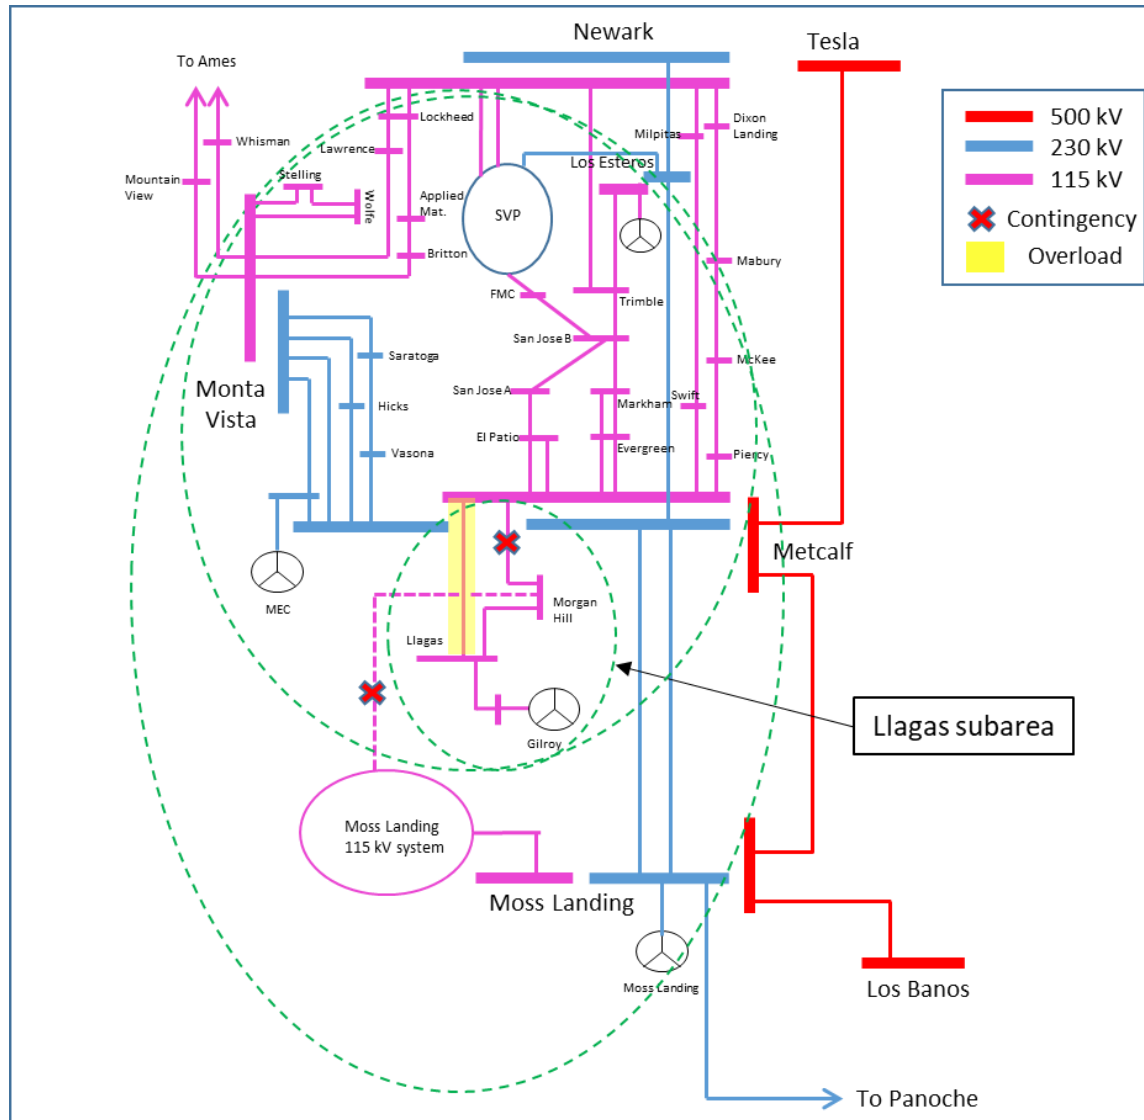 Newark
Tesla
To Ames
500 kV
230 kV
115 kV
Contingency
Overload
Whisman
Lockheed
Lawrence
Milpitas
Dixon
Landing
Los Esteros
Mountain
View
Stelling
Wolfe
Applied
Mat.
SVP
Britton
Mabury
FMC
Trimble
San Jose B
Saratoga
McKee
Monta
Vista
San Jose A
Hicks
Markham
Swift
El Patio
Evergreen
Vasona
Piercy
Metcalf
MEC
Morgan
Hill
Llagas
Gilroy
Llagas subarea
Moss Landing
115 kV system
Moss Landing
Moss Landing
Los Banos
To Panoche